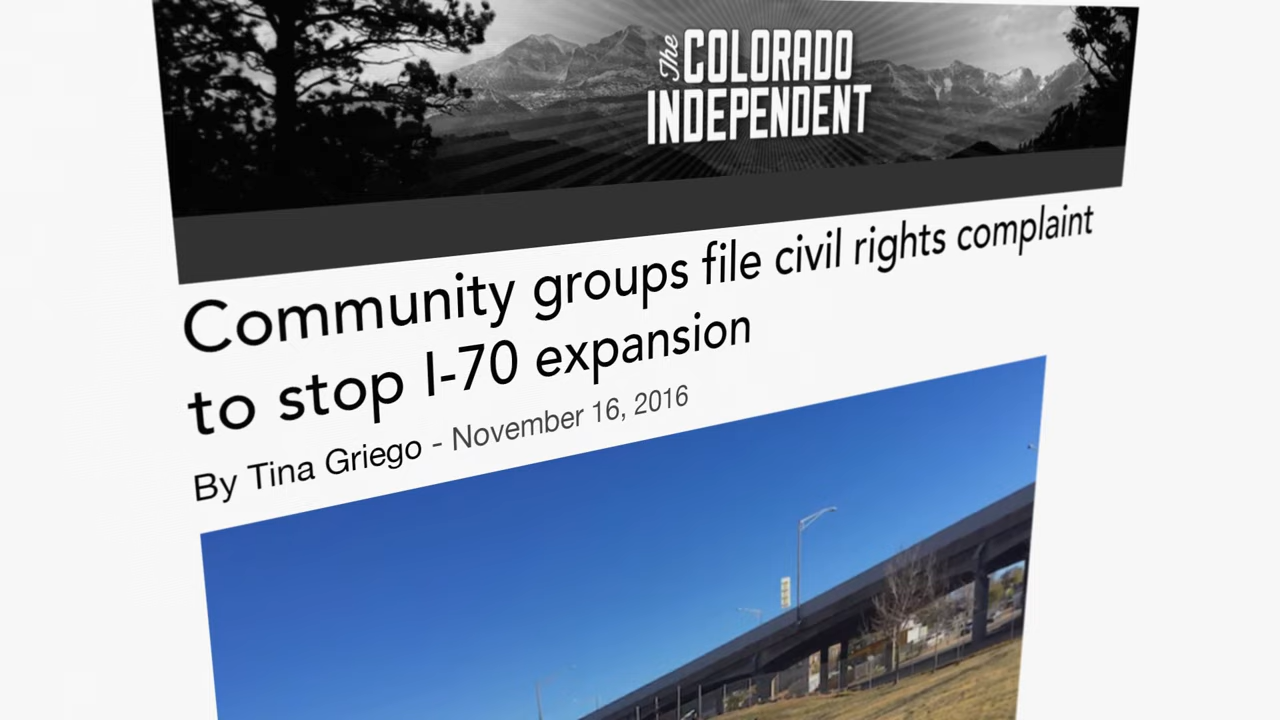 The COLORADO
INDEPENDENT
Community groups file civil rights complaint
to stop I-70 expansion
By Tina Griego - November 16, 2016